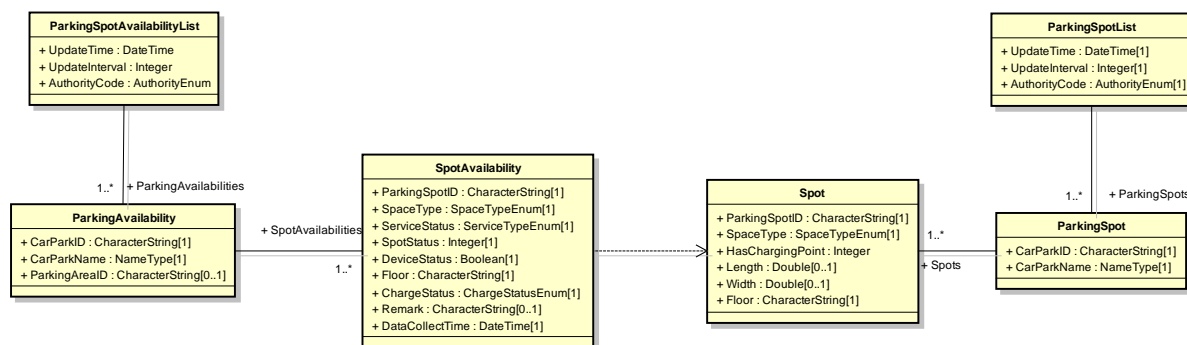 ParkingSpotAvailabilityList
+ UpdateTime : DateTime
+ UpdateInterval : Integer
+ AuthorityCode : AuthorityEnum
1..*
+ ParkingAvailabilities
ParkingAvailability
+ CarParkID : CharacterString[1]
+ CarParkName : NameType[1]
+ ParkingAreaID : CharacterString[0..1]
+ SpotAvailabilities
1..*
SpotAvailability
+ ParkingSpotID : CharacterString[1]
+ SpaceType : SpaceTypeEnum[1]
+ ServiceStatus : ServiceTypeEnum[1]
+ SpotStatus : Integer[1]
+ DeviceStatus : Boolean[1]
+ Floor : CharacterString[1]
+ ChargeStatus : ChargeStatusEnum[1]
+ Remark : CharacterString[0..1]
+ DataCollectTime : DateTime[1]
Spot
+ ParkingSpotID : CharacterString[1]
+ SpaceType : SpaceTypeEnum[1]
+ HasChargingPoint : Integer
+ Length : Double[0..1]
+ Width : Double[0..1]
+ Floor : CharacterString[1]
1..*
+ Spots
ParkingSpotList
+ UpdateTime : DateTime[1]
+ UpdateInterval : Integer[1]
+ AuthorityCode : AuthorityEnum[1]
1..*
+ ParkingSpots
ParkingSpot
+ CarParkID : CharacterString[1]
+ CarParkName : NameType[1]